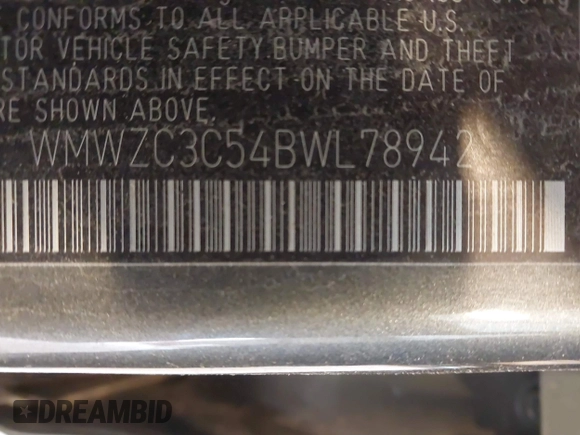 CONFORMS TO ALL APPLICABLE U.S.
TOR VEHICLE SAFETY, BUMPER AND THEFT
STANDARDS IN EFFECT ON THE DATE OF
RE SHOWN ABOVE.
WMWZC3C54BWL78942
DREAMBID